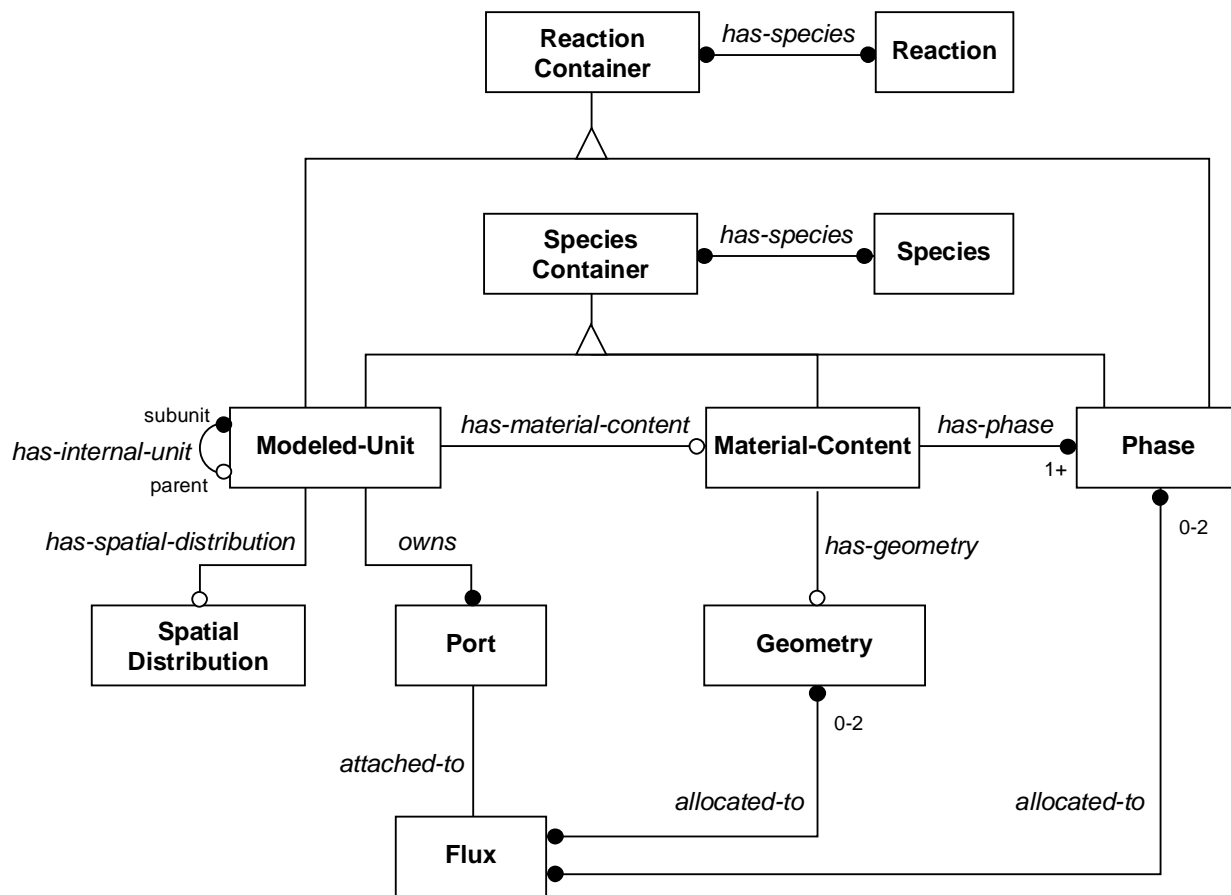 Reaction
Container
has-species
Reaction
Species
Container
has-species
Species
subunit
has-internal-unit
parent
Modeled-Unit
has-material-content
Material-Content
has-phase
1+
Phase
has-spatial-distribution
owns
has-geometry
0-2
Spatial
Distribution
Port
Geometry
0-2
attached-to
allocated-to
allocated-to
Flux